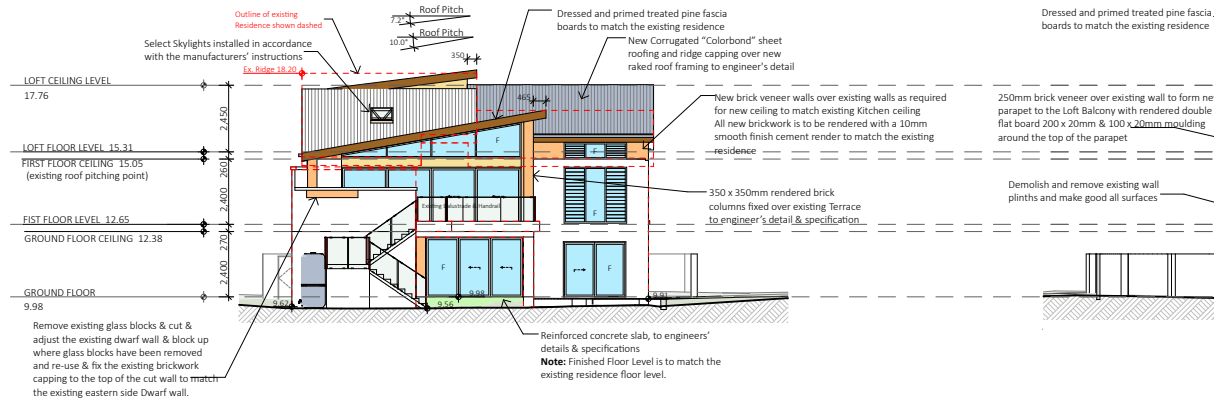 Outline of existing
Residence shown dashed
Roof Pitch
7.2°
Roof Pitch
10.0°
350
Select Skylights installed in accordance
with the manufacturers' instructions
Ex. Ridge 18.20
Dressed and primed treated pine fascia
boards to match the existing residence
New Corrugated "Colorbond" sheet
roofing and ridge capping over new
raked roof framing to engineer's detail
Dressed and primed treated pine fascia
boards to match the existing residence
LOFT CEILING LEVEL
17.76
2,450
465
New brick veneer walls over existing walls as required
for new ceiling to match existing Kitchen ceiling
All new brickwork is to be rendered with a 10mm
smooth finish cement render to match the existing
residence
250mm brick veneer over existing wall to form ne
parapet to the Loft Balcony with rendered double
flat board 200 x 20mm & 100 x 20mm moulding
around the top of the parapet
LOFT FLOOR LEVEL 15.31
FIRST FLOOR CEILING 15.05
(existing roof pitching point)
260
F
F
2,400
F
F
Existing Balustrade & Handrail
350 x 350mm rendered brick
columns fixed over existing Terrace
to engineer's detail & specification
Demolish and remove existing wall
plinths and make good all surfaces
FIST FLOOR LEVEL 12.65
GROUND FLOOR CEILING 12.38
270
2,400
F
F
GROUND FLOOR
9.98
9.62
9.56
9.98
9.91
Remove existing glass blocks & cut &
adjust the existing dwarf wall & block up
where glass blocks have been removed
and re-use & fix the existing brickwork
capping to the top of the cut wall to match
the existing eastern side Dwarf wall.
Reinforced concrete slab, to engineers'
details & specifications
Note: Finished Floor Level is to match the
existing residence floor level.